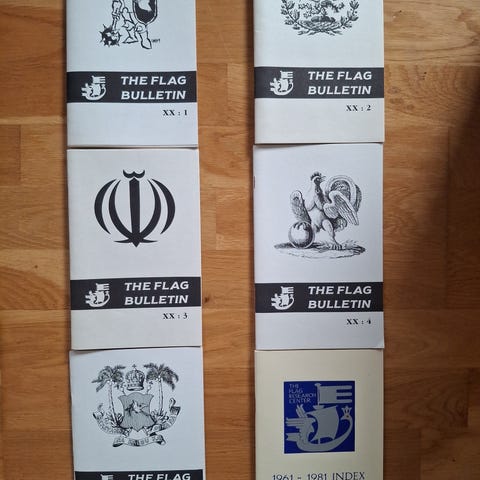 THE FLAG
BULLETIN
XX : 1
THE FLAG
BULLETIN
XX : 2
THE FLAG
BULLETIN
XX : 3
THE FLAG
BULLETIN
XX : 4
THE FLAG
THE
FLAG
RESEARCH
CENTER
1961 - 1981 INDEX